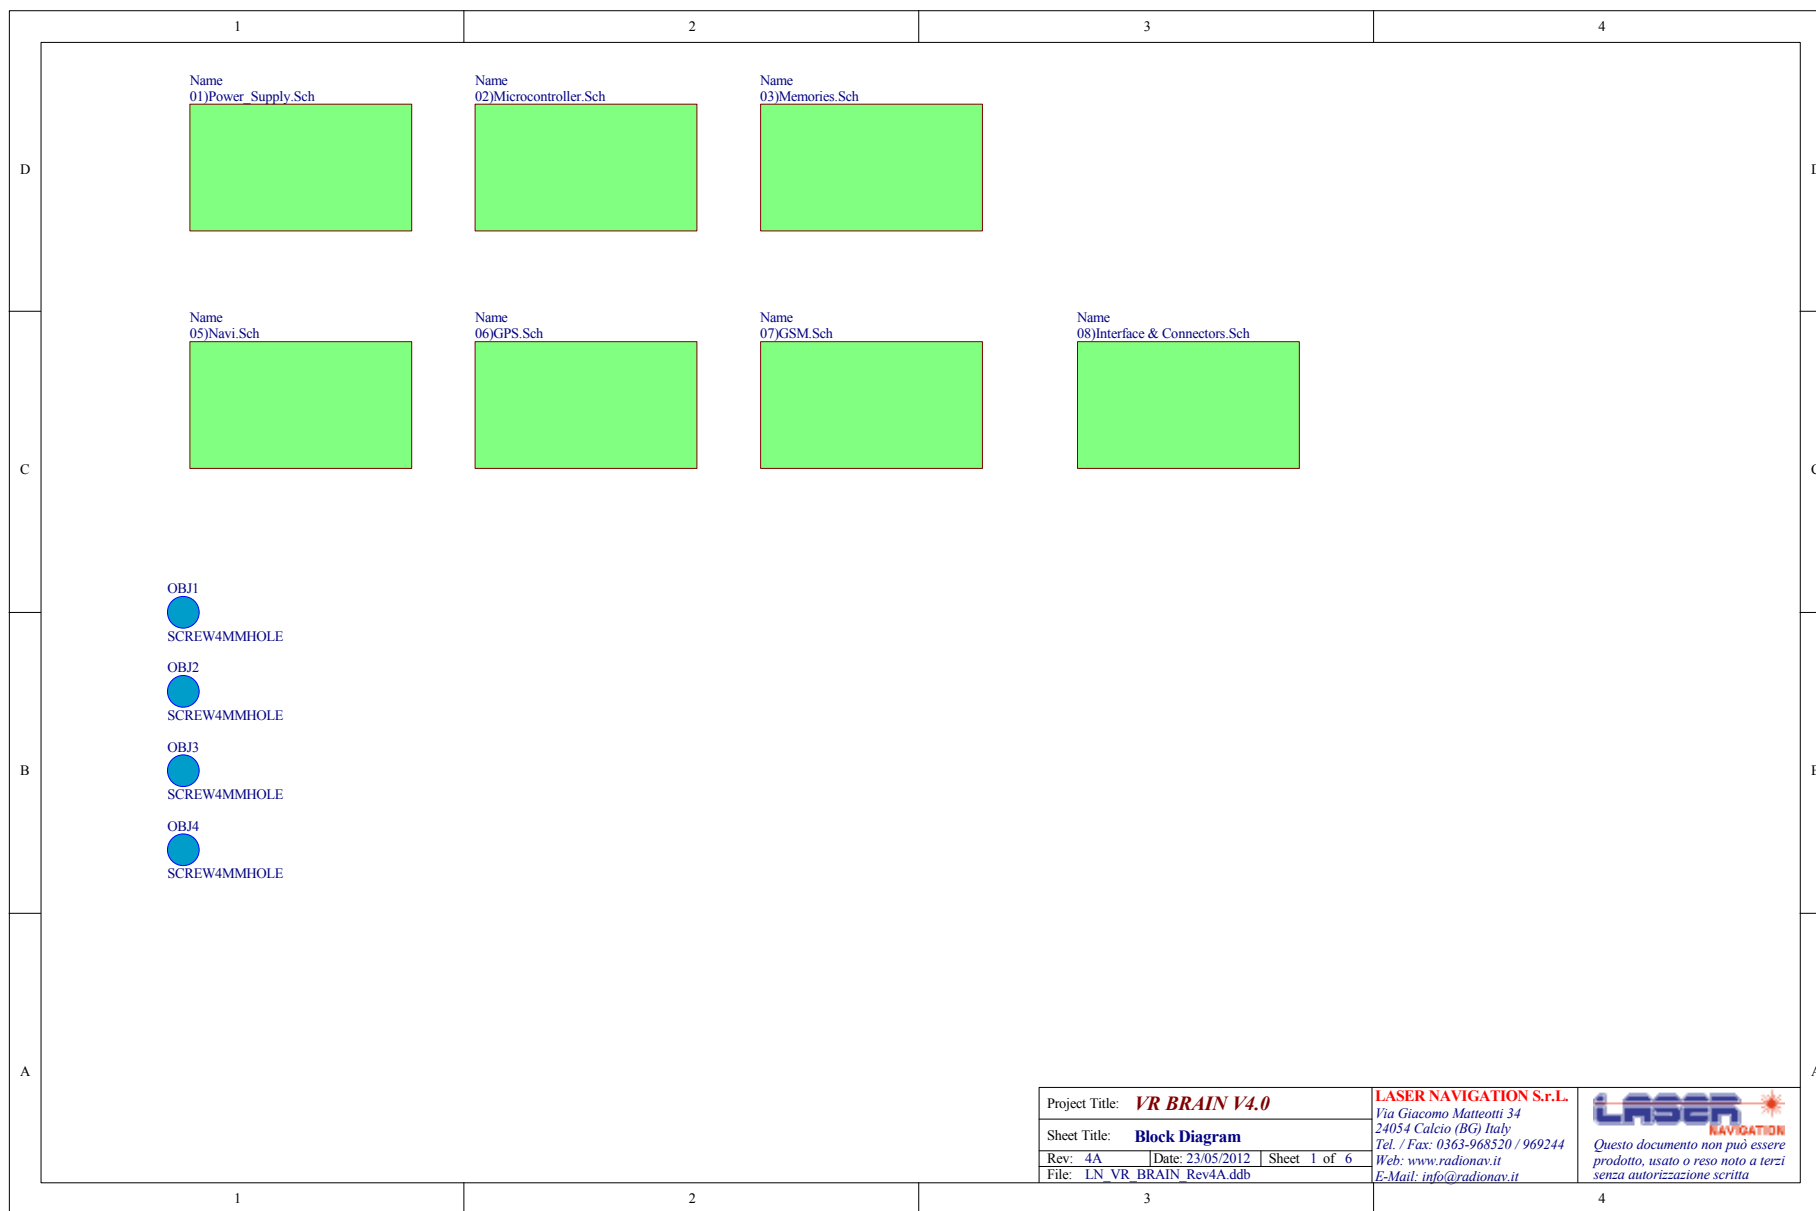 1 2 3 4
Name
01)Power_Supply.Sch
Name
02)Microcontroller.Sch
Name
03)Memories.Sch
D D
Name
05)Navi.Sch
Name
06)GPS.Sch
Name
07)GSM.Sch
Name
08)Interface & Connectors.Sch
C C
OBJ1
SCREW4MMHOLE
OBJ2
SCREW4MMHOLE
OBJ3
SCREW4MMHOLE
B B
OBJ4
SCREW4MMHOLE
A A
Project Title: VR BRAIN V4.0
Sheet Title: Block Diagram
Rev: 4A Date: 23/05/2012 Sheet 1 of 6
File: LN_VR_BRAIN_Rev4A.ddb
LASER NAVIGATION S.r.L.
Via Giacomo Matteotti 34
24054 Calcio (BG) Italy
Tel. / Fax: 0363-968520 / 969244
Web: www.radionav.it
E-Mail: info@radionav.it
LASER
NAVIGATION
Questo documento non può essere
prodotto, usato o reso noto a terzi
senza autorizzazione scritta
1 2 3 4